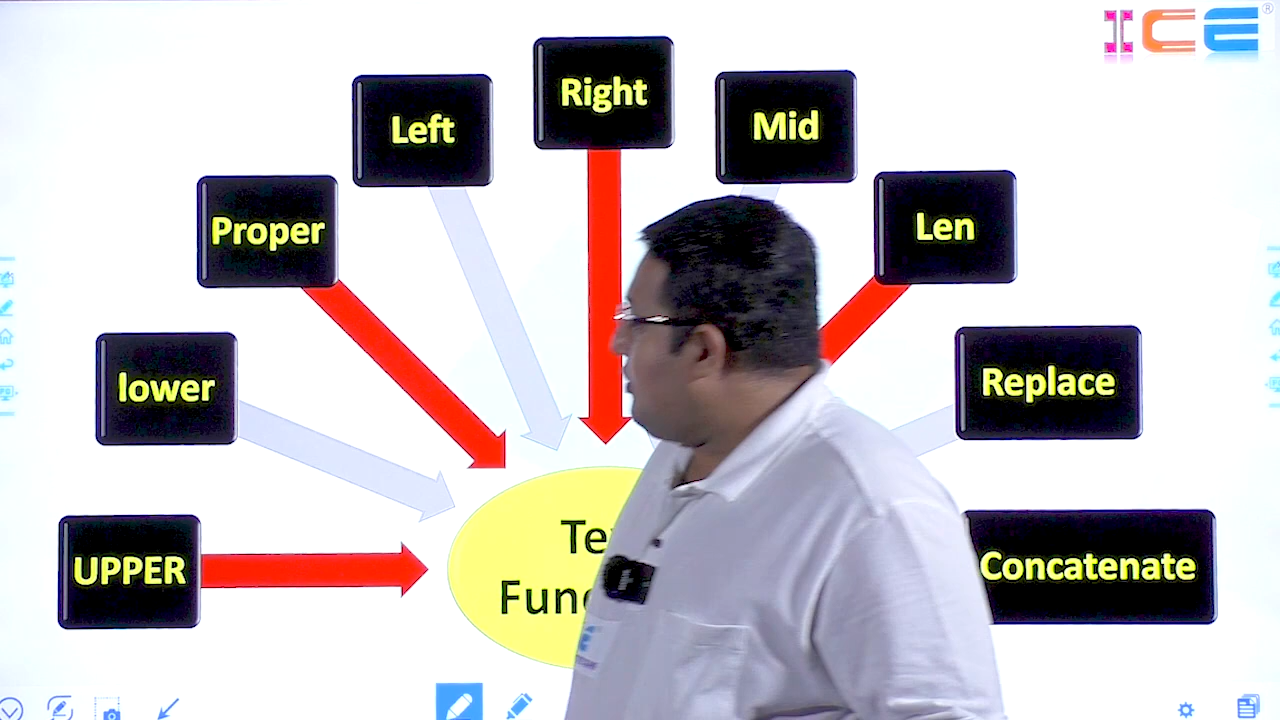 ICE
®
Right
Left
Mid
Proper
Len
lower
Replace
UPPER
Concatenate
Te
Func